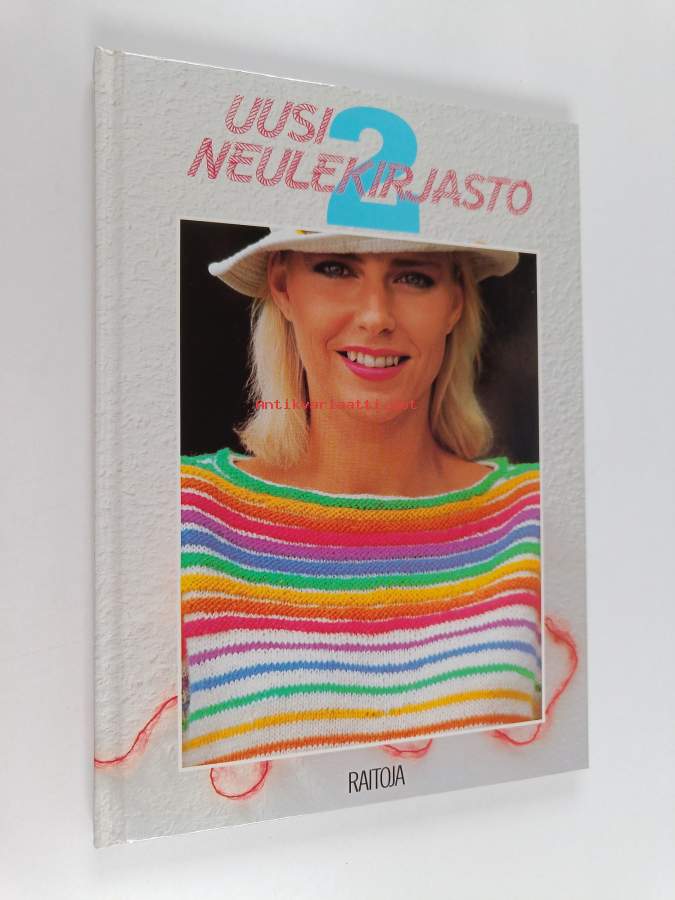 UUSI 2
NEULEKIRJASTO
Antikvariaatti.net
RAITOJA